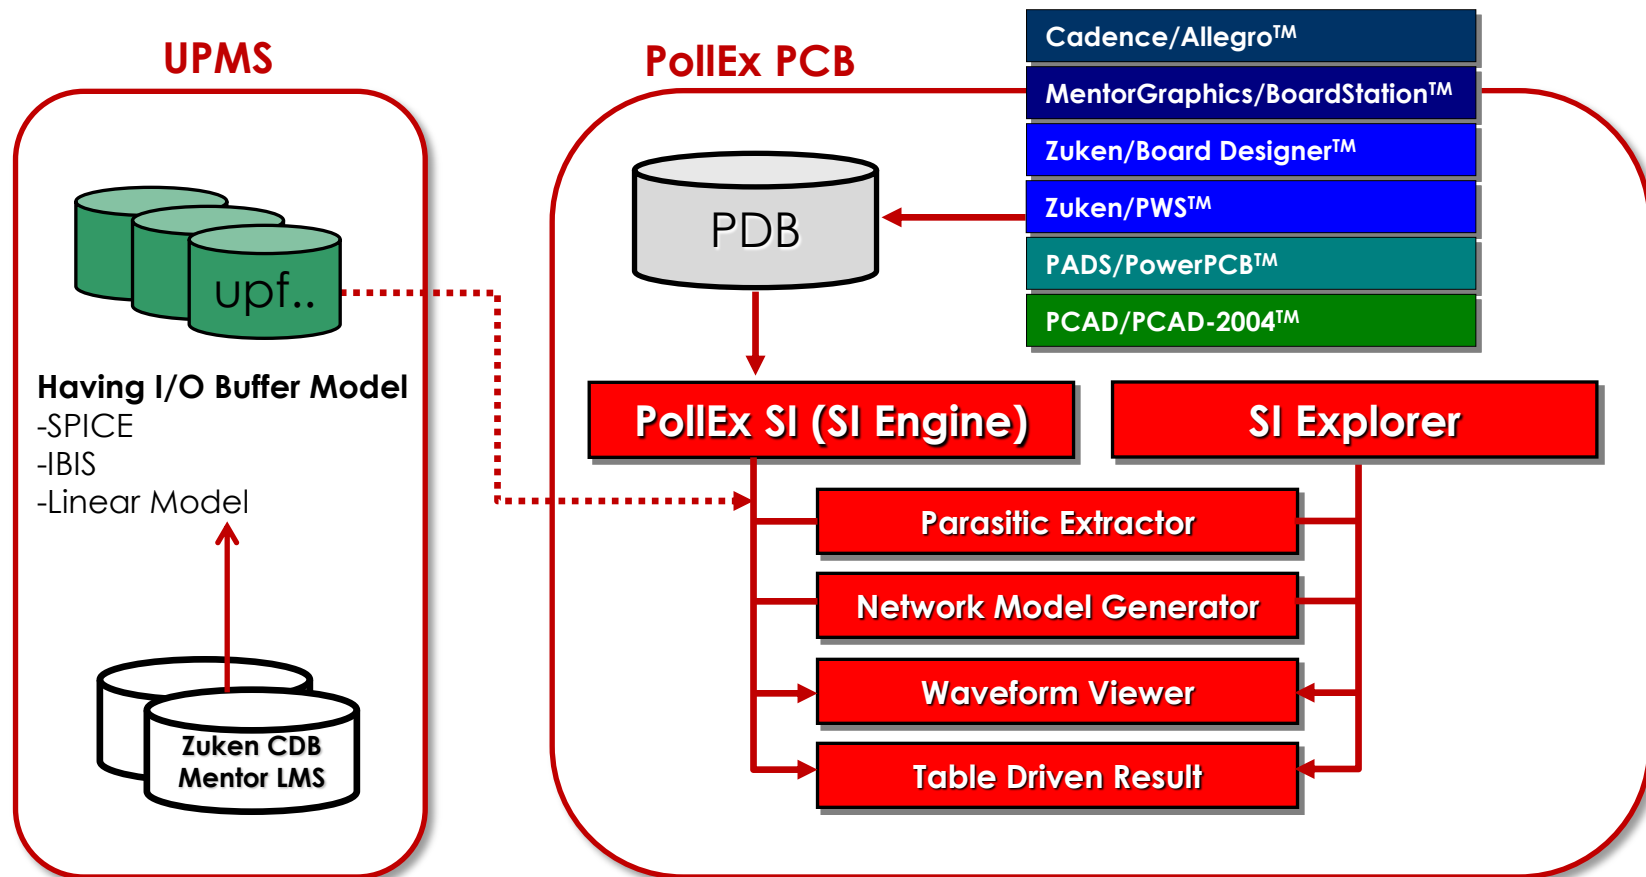 UPMS
upf..
Having I/O Buffer Model
-SPICE
-IBIS
-Linear Model
Zuken CDB
Mentor LMS
PollEx PCB
Cadence/Allegro™
MentorGraphics/BoardStation™
Zuken/Board Designer™
Zuken/PWS™
PADS/PowerPCB™
PCAD/PCAD-2004™
PDB
PollEx SI (SI Engine)
SI Explorer
Parasitic Extractor
Network Model Generator
Waveform Viewer
Table Driven Result